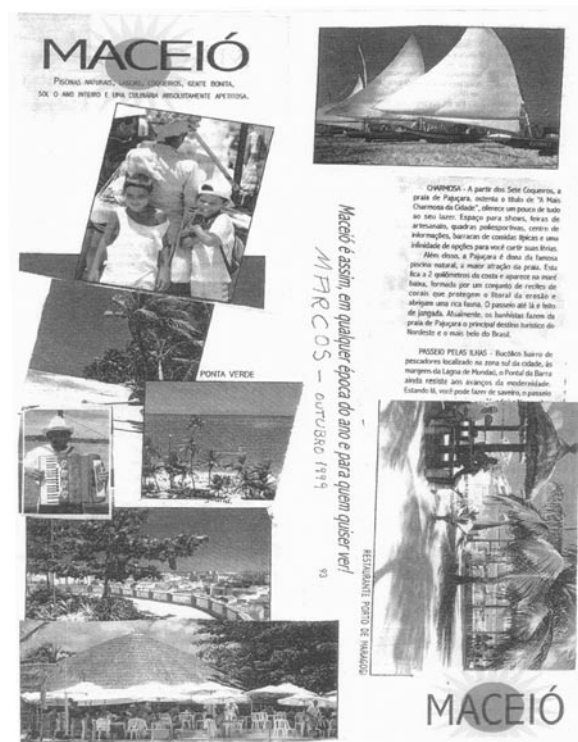 MACEIÓ
PISCINAS NATURAIS, LAGOAS, COQUEIROS, GENTE BONITA,
SOL O ANO INTEIRO E UMA CULINÁRIA ABSOLUTAMENTE APETITOSA.
PONTA VERDE
Maceió é assim, em qualquer época do ano e para quem quiser ver!
MARCOS - OUTUBRO 1999
93
CHARMOSA - A partir dos Sete Coqueiros, a
praia de Pajuçara, ostenta o título de "A Mais
Charmosa da Cidade", oferece um pouco de tudo
ao seu lazer. Espaço para shows, feiras de
artesanato, quadras poliesportivas, centro de
informações, barracas de comidas típicas e uma
infinidade de opções para você curtir suas férias.
Além disso, a Pajuçara é dona da famosa
piscina natural, a maior atração da praia. Esta
fica a 2 quilômetros da costa e aparece na maré
baixa, formada por um conjunto de recifes de
corais que protegem o litoral da erosão e
abrigam uma rica fauna. O passeio até lá é feito
de jangada. Atualmente, os banhistas fazem da
praia de Pajuçara o principal destino turístico do
Nordeste e o mais belo do Brasil.
PASSEIO PELAS ILHAS - Bucólico bairro de
pescadores localizado na zona sul da cidade, às
margens da Lagoa de Mundaú, o Pontal da Barra
ainda resiste aos avanços da modernidade.
Estando lá, você pode fazer de saveiro, o passeio
RESTAURANTE PORTO DE MARAGOGI
MACEIÓ